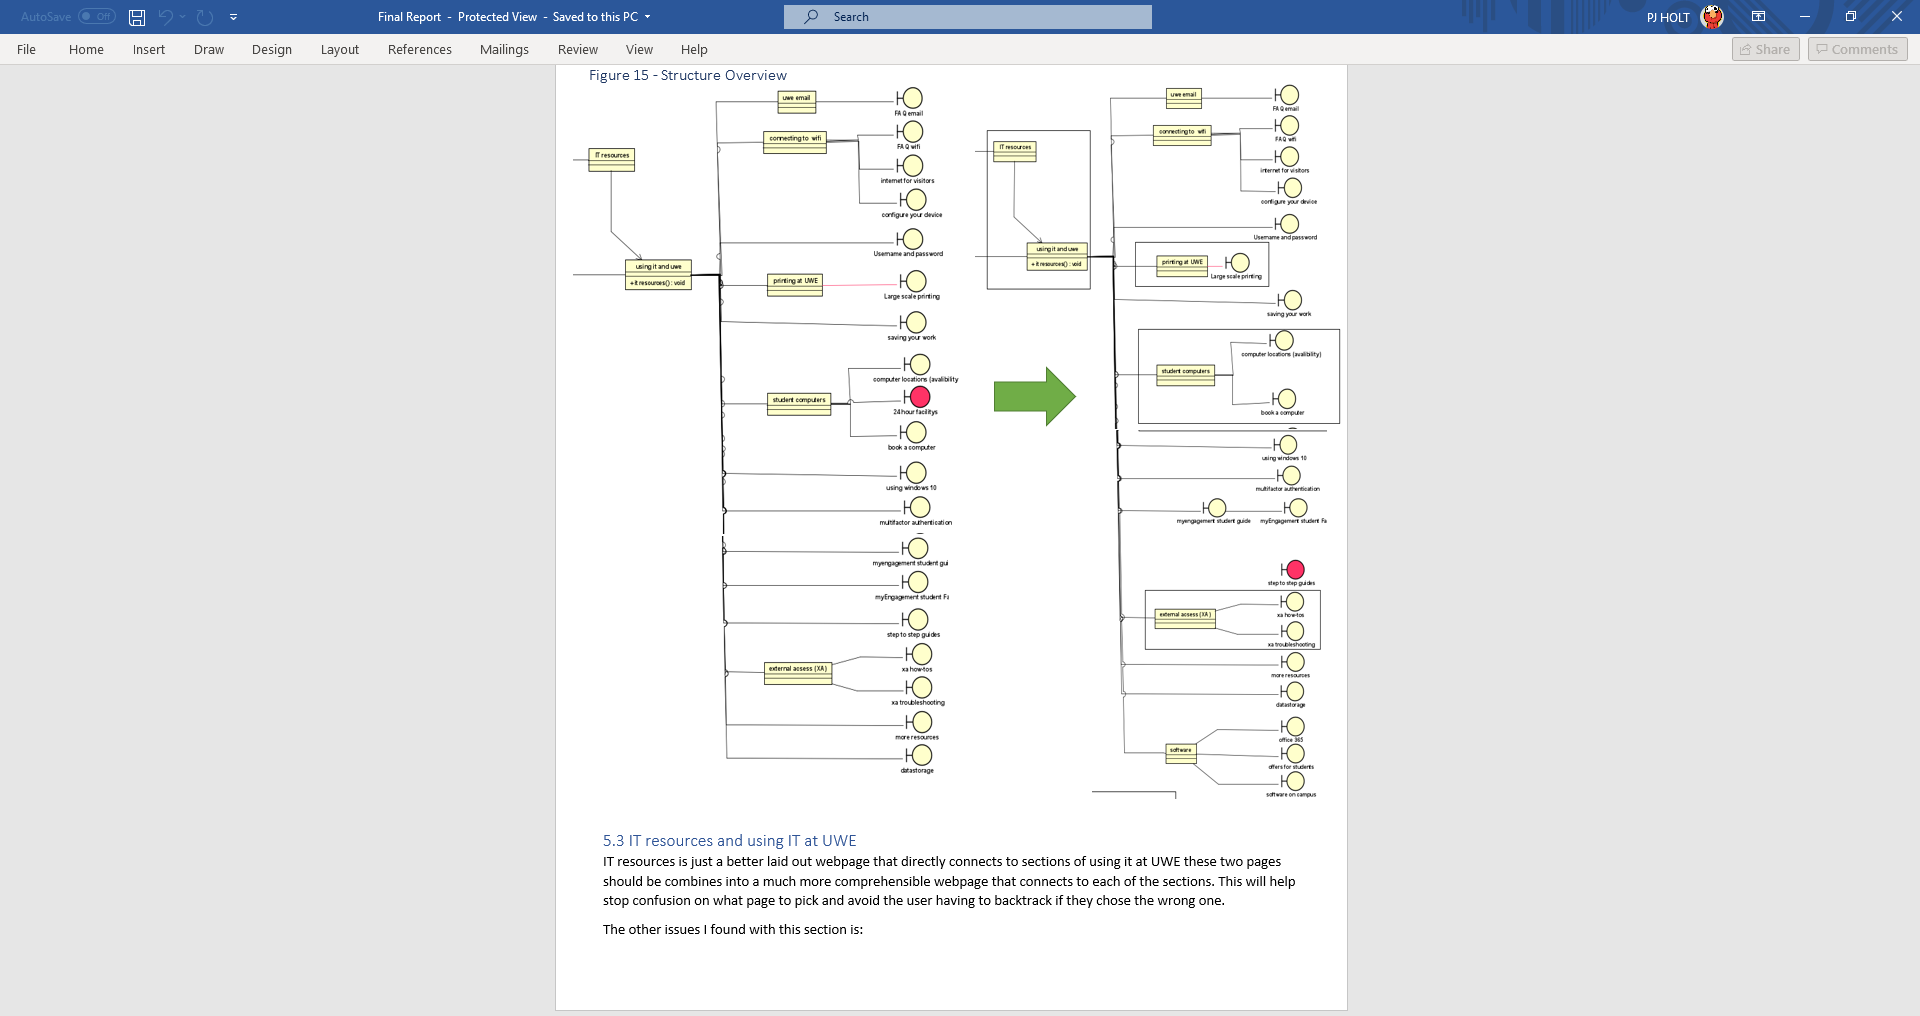 AutoSave Off
Final Report - Protected View - Saved to this PC
Search
PJ HOLT
File Home Insert Draw Design Layout References Mailings Review View Help
Share Comments
Figure 15 - Structure Overview
uwe email
FAQ email
connecting to wifi
FAQ wifi
IT resources
internet for visitors
configure your device
Username and password
using it and uwe
+it resources() : void
printing at UWE
Large scale printing
saving your work
computer locations (avalibility
student computers
24 hour facilitys
book a computer
using windows 10
multifactor authentication
myengagement student gui
myEngagement student Fa
step to step guides
external acsess (XA)
xa how-tos
xa troubleshooting
more resources
datastorage
uwe email
FAQ email
connecting to wifi
FAQ wifi
IT resources
internet for visitors
configure your device
Username and password
using it and uwe
+it resources() : void
printing at UWE
Large scale printing
saving your work
computer locations (avalibility)
student computers
book a computer
using windows 10
multifactor authentication
myengagement student guide
myEngagement student Fa
step to step guides
external acsess (XA)
xa how-tos
xa troubleshooting
more resources
datastorage
office 365
software
offers for students
software on campus
5.3 IT resources and using IT at UWE
IT resources is just a better laid out webpage that directly connects to sections of using it at UWE these two pages
should be combines into a much more comprehensible webpage that connects to each of the sections. This will help
stop confusion on what page to pick and avoid the user having to backtrack if they chose the wrong one.
The other issues I found with this section is: